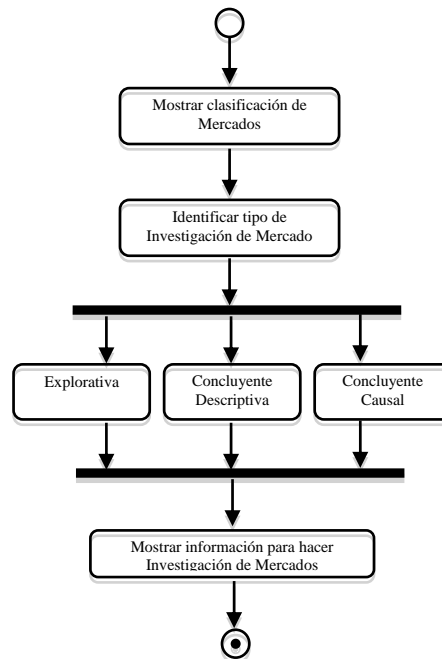 Mostrar clasificación de
Mercados
Identificar tipo de
Investigación de Mercado
Explorativa
Concluyente
Descriptiva
Concluyente
Causal
Mostrar información para hacer
Investigación de Mercados